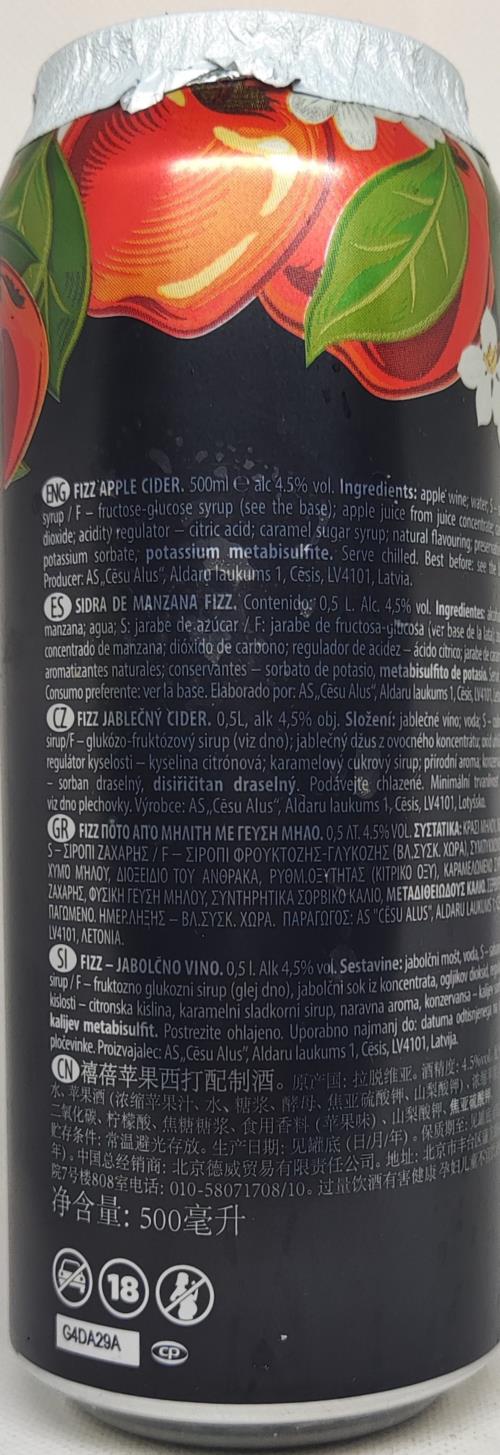 ENG FIZZ APPLE CIDER. 500ml ℮ alc 4.5% vol. Ingredients: apple wine; water;
syrup / F – fructose-glucose syrup (see the base); apple juice from juice
dioxide; acidity regulator – citric acid; caramel sugar syrup; natural flavouring;
potassium sorbate; potassium metabisulfite. Serve chilled. Best before: see the
Producer: AS „Cēsu Alus“, Aldaru laukums 1, Cēsis, LV4101, Latvia.
ES SIDRA DE MANZANA FIZZ. Contenido: 0,5 L. Alc. 4,5% vol. Ingredientes:
manzana; agua; S: jarabe de azúcar / F: jarabe de fructosa-glucosa (ver base de la
concentrado de manzana; dióxido de carbono; regulador de acidez – ácido cítrico; jarabe de
aromatizantes naturales; conservantes – sorbato de potasio, metabisulfito de potasio.
Consumo preferente: ver la base. Elaborado por: AS „Cēsu Alus“, Aldaru laukums 1, Cēsis,
CZ FIZZ JABLEČNÝ CIDER. 0,5L, alk 4,5% obj. Složení: jablečné víno; voda; S –
sirup/F – glukózo-fruktózový sirup (viz dno); jablečný džus z ovocného koncentrátu;
regulátor kyselosti – kyselina citrónová; karamelový cukrový sirup; přírodní aroma;
– sorban draselný, disiřičitan draselný. Podávejte chlazené. Minimální
viz dno plechovky. Výrobce: AS „Cēsu Alus“, Aldaru laukums 1, Cēsis, LV4101, Lotyšsko.
GR FIZZ ΠΟΤΟ ΑΠΟ ΜΗΛΙΤΗ ΜΕ ΓΕΥΣΗ ΜΗΛΟ. 0,5 ΛΤ. 4.5% VOL. ΣΥΣΤΑΤΙΚΑ: ΚΡΑΣΙ
S – ΣΙΡΟΠΙ ΖΑΧΑΡΗΣ / F – ΣΙΡΟΠΙ ΦΡΟΥΚΤΟΖΗΣ-ΓΛΥΚΟΖΗΣ (ΒΛ.ΣΥΣΚ. ΧΩΡΑ),
ΧΥΜΟ ΜΗΛΟΥ, ΔΙΟΞΕΙΔΙΟ ΤΟΥ ΑΝΘΡΑΚΑ, ΡΥΘΜ.ΟΞΥΤΗΤΑΣ (ΚΙΤΡΙΚΟ ΟΞΥ),
ΖΑΧΑΡΗΣ, ΦΥΣΙΚΗ ΓΕΥΣΗ ΜΗΛΟΥ, ΣΥΝΤΗΡΗΤΙΚΑ ΣΟΡΒΙΚΟ ΚΑΛΙΟ, ΜΕΤΑΔΙΘΕΙΩΔΟΥΣ ΚΑΛΙΟ.
ΠΑΓΩΜΕΝΟ. ΗΜΕΡ.ΛΗΞΗΣ – ΒΛ.ΣΥΣΚ. ΧΩΡΑ. ΠΑΡΑΓΩΓΟΣ: AS "CĒSU ALUS", ALDARU LAUKUMS
LV4101, ΛΕΤΟΝΙΑ.
SI FIZZ – JABOLČNO VINO. 0,5 l. Alk 4,5% vol. Sestavine: jabolčni mošt, voda, S –
sirup / F – fruktozno glukozni sirup (glej dno), jabolčni sok iz koncentrata, ogljikov
kislosti – citronska kislina, karamelni sladkorni sirup, naravna aroma, konzervansa – kalijev
kalijev metabisulfit. Postrezite ohlajeno. Uporabno najmanj do: datuma odtisnjenega
pločevinke. Proizvajalec: AS „Cēsu Alus“, Aldaru laukums 1, Cēsis, LV4101, Latvija.
CN 禧蓓苹果西打配制酒。原产国: 拉脱维亚。酒精度: 4.5%
水、苹果酒 (浓缩苹果汁、水、糖浆、酵母、焦亚硫酸钾、山梨酸钾)、浓缩
二氧化碳、柠檬酸、焦糖糖浆、食用香料 (苹果味)、山梨酸钾、焦亚硫酸钾
贮存条件: 常温避光存放。生产日期: 见罐底 (日/月/年)。保质期至: 见罐
年)。中国总经销商: 北京德威贸易有限责任公司。地址: 北京市丰台区
院7号楼808室电话: 010-58071708/10。过量饮酒有害健康 孕妇儿童
净含量: 500毫升
18
G4DA29A
CP